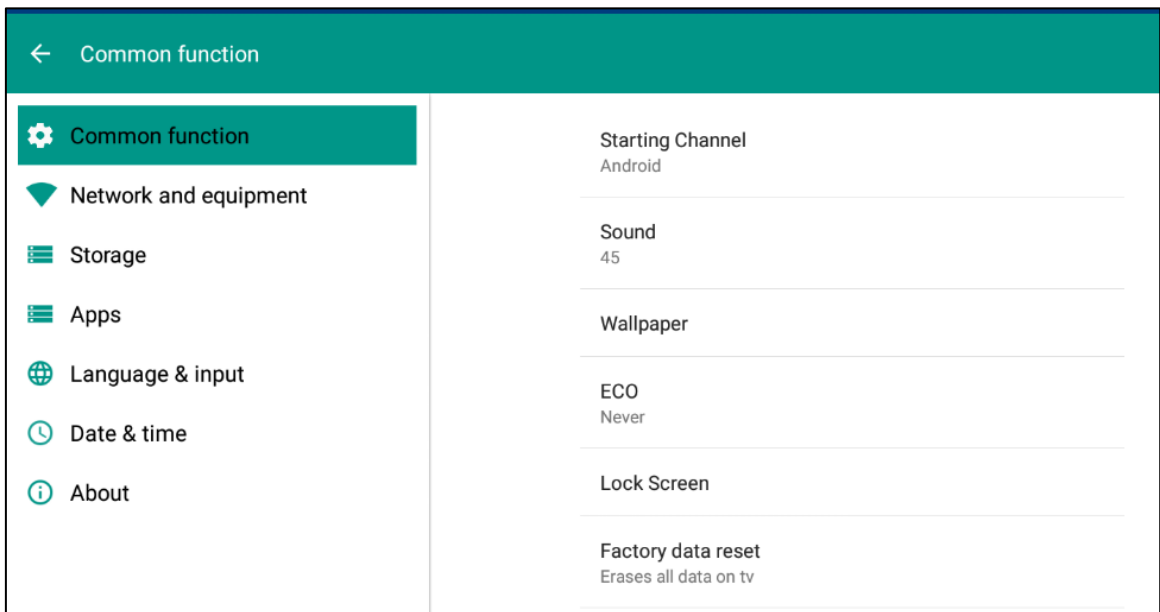 Common function
Common function
Network and equipment
Storage
Apps
Language & input
Date & time
About
Starting Channel
Android
Sound
45
Wallpaper
ECO
Never
Lock Screen
Factory data reset
Erases all data on tv